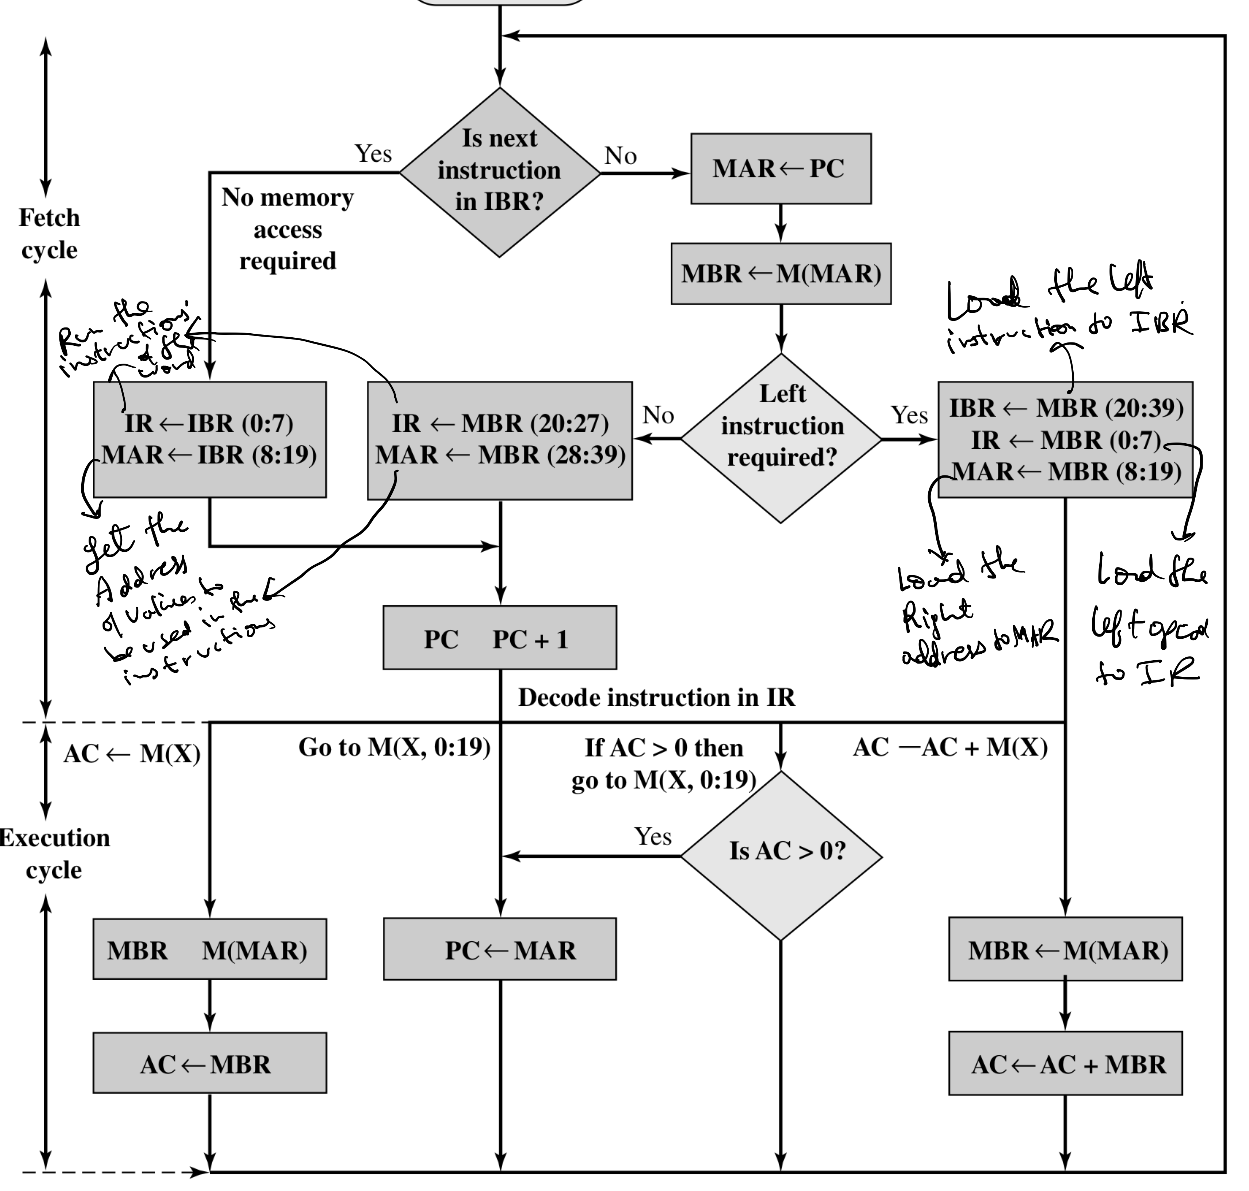 Is next
instruction
in IBR?
Yes
No
MAR ← PC
No memory
access
required
Fetch
cycle
MBR ← M(MAR)
Run the
instructions
& get
word
Load the left
instruction to IBR
IR ← IBR (0:7)
MAR ← IBR (8:19)
IR ← MBR (20:27)
MAR ← MBR (28:39)
No
Left
instruction
required?
Yes
IBR ← MBR (20:39)
IR ← MBR (0:7)
MAR ← MBR (8:19)
get the
Address
of values to
be used in the
instructions
Load the
Right
address to MAR
Load the
left opcod
to IR
PC PC + 1
Decode instruction in IR
AC ← M(X)
Go to M(X, 0:19)
If AC > 0 then
go to M(X, 0:19)
AC —AC + M(X)
Execution
cycle
Yes
Is AC > 0?
MBR M(MAR)
PC ← MAR
MBR ← M(MAR)
AC ← MBR
AC ← AC + MBR